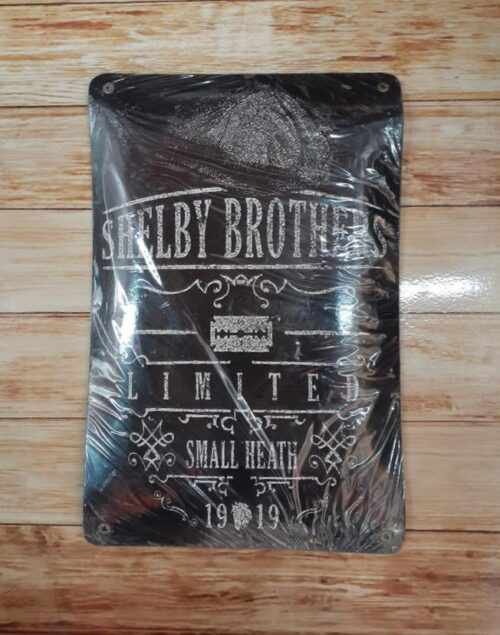 SHELBY BROTHERS
LIMITED
SMALL HEATH
1919